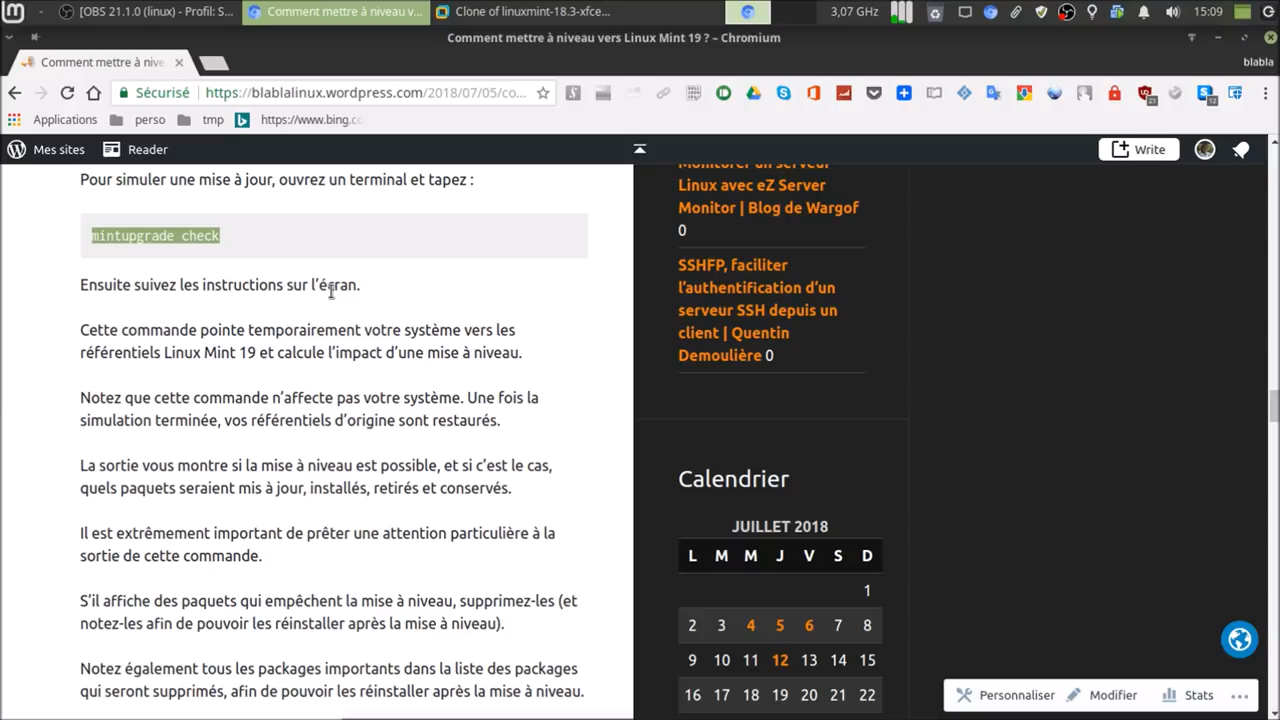 [OBS 21.1.0 (linux) - Profil: S...
Comment mettre à niveau v...
Clone of linuxmint-18.3-xfce...
3,07 GHz
15:09
Comment mettre à niveau vers Linux Mint 19 ? – Chromium
Comment mettre à nive
blabla
Sécurisé
https://blablalinux.wordpress.com/2018/07/05/co...
21
12
Applications
perso
tmp
https://www.bing.co
Mes sites
Reader
Write
Pour simuler une mise à jour, ouvrez un terminal et tapez :
mintupgrade check
Ensuite suivez les instructions sur l’écran.
Cette commande pointe temporairement votre système vers les
référentiels Linux Mint 19 et calcule l’impact d’une mise à niveau.
Notez que cette commande n’affecte pas votre système. Une fois la
simulation terminée, vos référentiels d’origine sont restaurés.
La sortie vous montre si la mise à niveau est possible, et si c’est le cas,
quels paquets seraient mis à jour, installés, retirés et conservés.
Il est extrêmement important de prêter une attention particulière à la
sortie de cette commande.
S’il affiche des paquets qui empêchent la mise à niveau, supprimez-les (et
notez-les afin de pouvoir les réinstaller après la mise à niveau).
Notez également tous les packages importants dans la liste des packages
qui seront supprimés, afin de pouvoir les réinstaller après la mise à niveau.
Monitorer un serveur
Linux avec eZ Server
Monitor | Blog de Wargof
0
SSHFP, faciliter
l’authentification d’un
serveur SSH depuis un
client | Quentin
Demoulière 0
Calendrier
JUILLET 2018
L M M J V S D
1
2 3 4 5 6 7 8
9 10 11 12 13 14 15
16 17 18 19 20 21 22
Personnaliser
Modifier
Stats